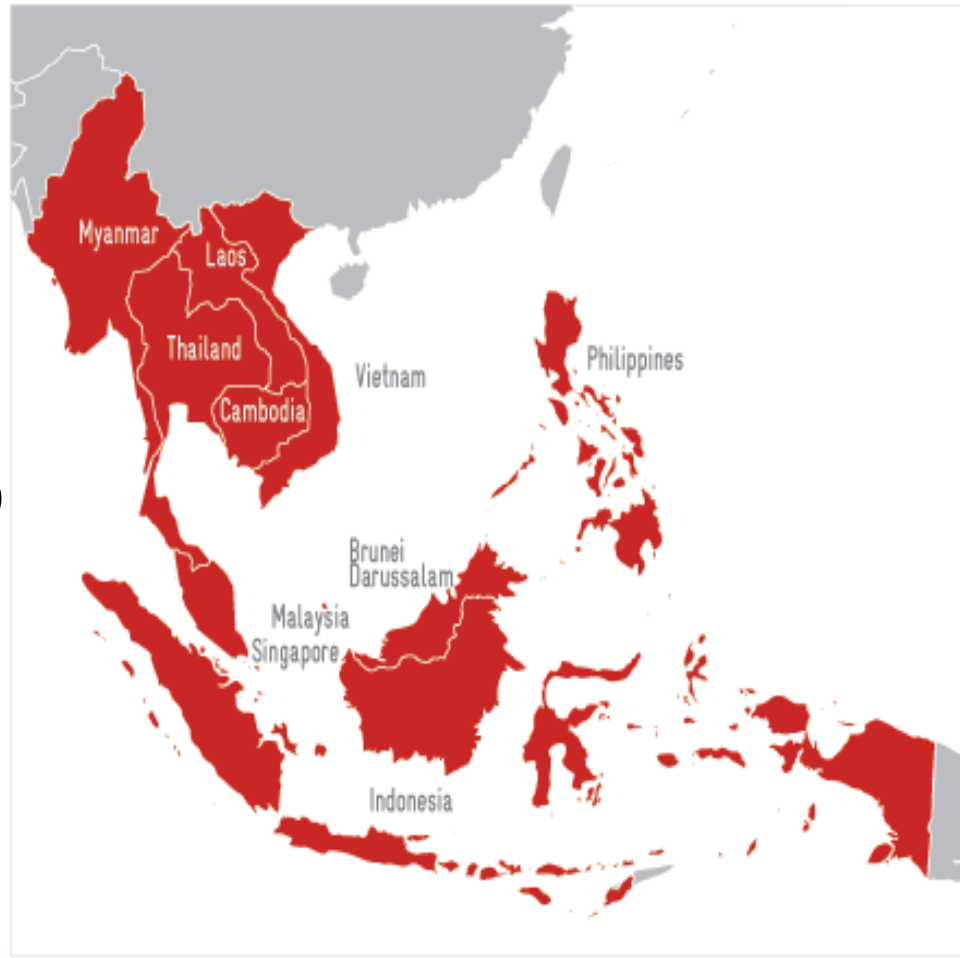 Myanmar
Laos
Thailand
Vietnam
Cambodia
Philippines
Brunei
Darussalam
Malaysia
Singapore
Indonesia
)